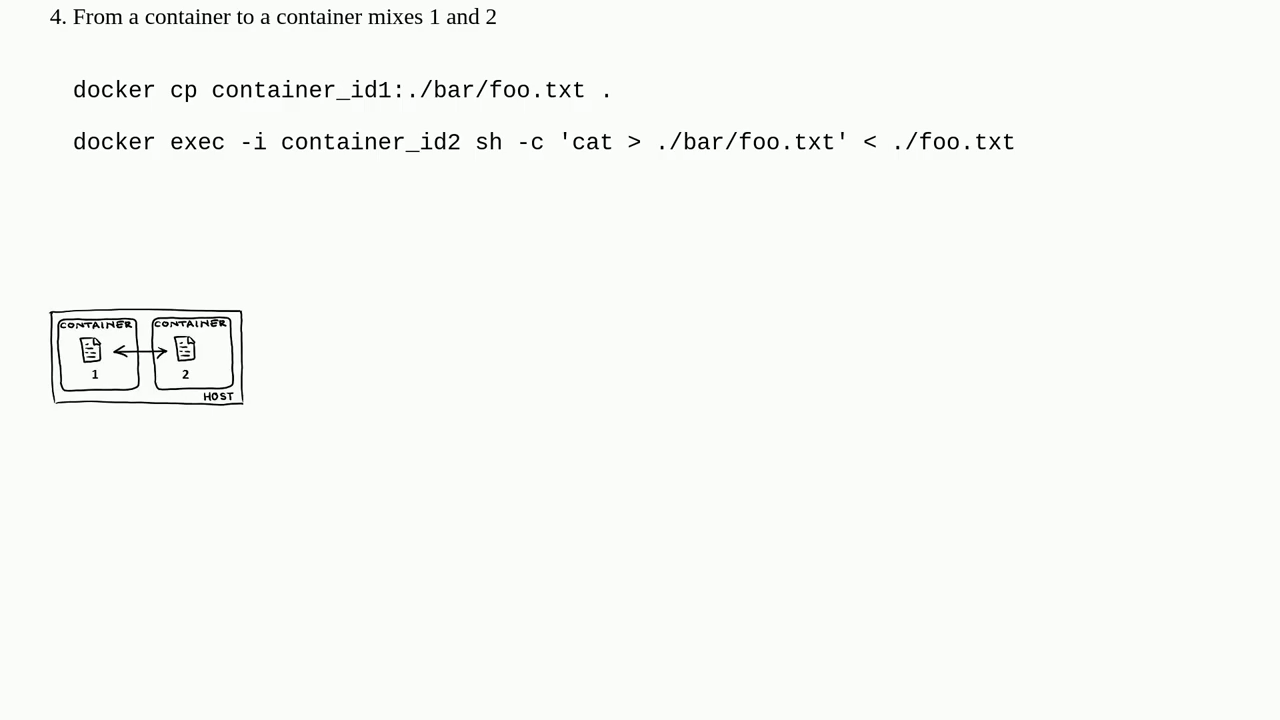 4. From a container to a container mixes 1 and 2
docker cp container_id1:./bar/foo.txt .
docker exec -i container_id2 sh -c 'cat > ./bar/foo.txt' < ./foo.txt
CONTAINER CONTAINER
1 2
HOST